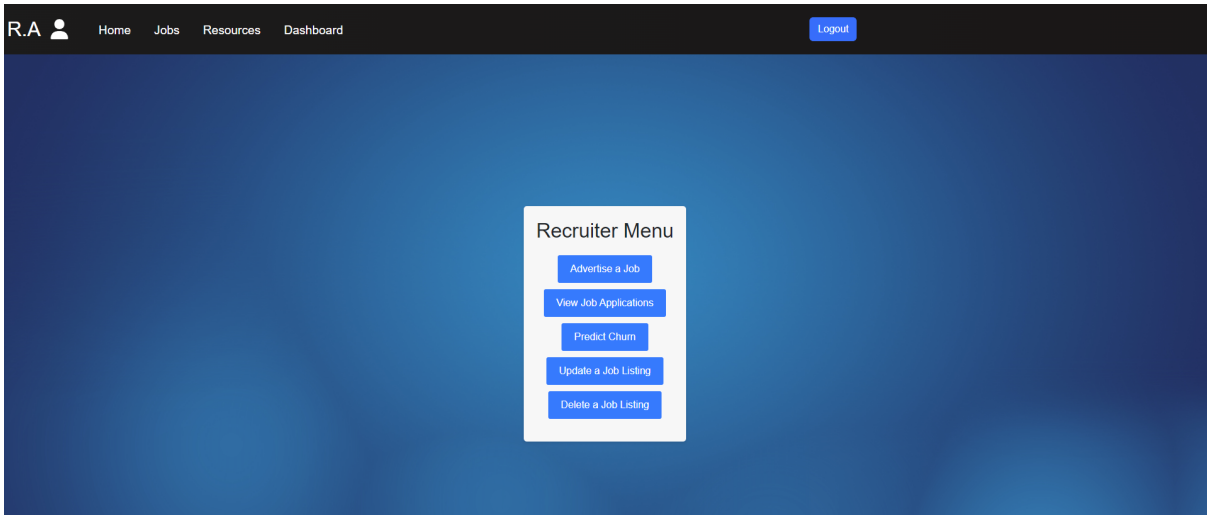 R.A Home Jobs Resources Dashboard Logout
Recruiter Menu
Advertise a Job
View Job Applications
Predict Churn
Update a Job Listing
Delete a Job Listing